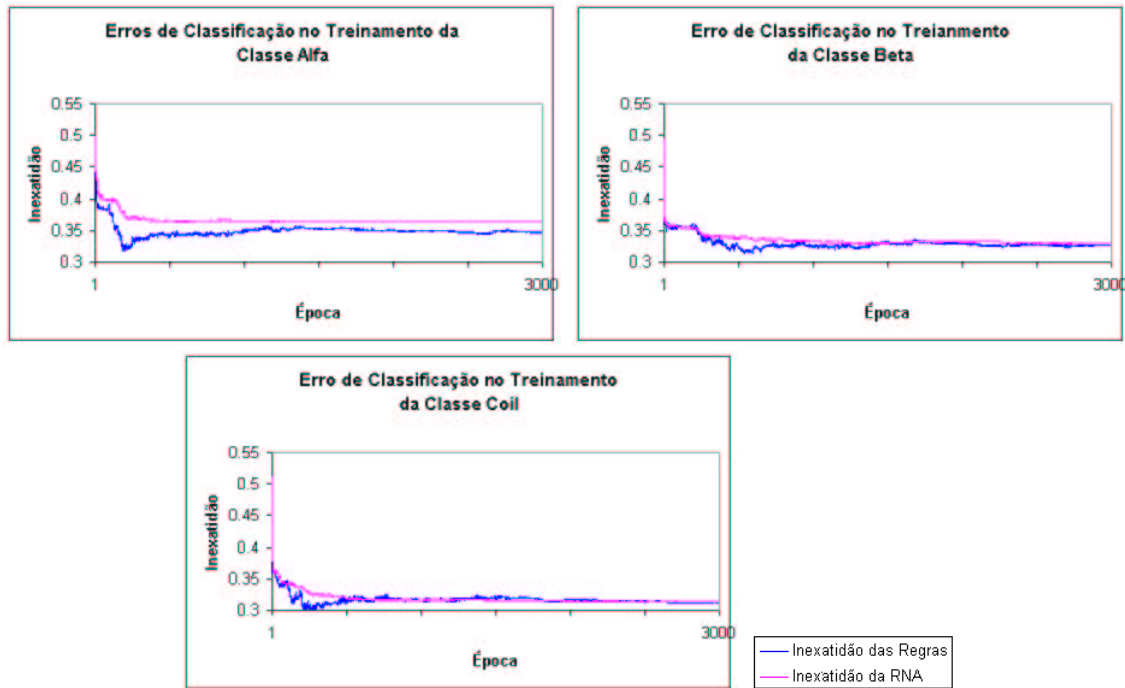 Erros de Classificação no Treinamento da
Classe Alfa
0.55
0.5
0.45
0.4
0.35
0.3
Inexatidão
1
3000
Época
Erro de Classificação no Treianmento
da Classe Beta
0.55
0.5
0.45
0.4
0.35
0.3
Inexatidão
1
3000
Época
Erro de Classificação no Treinamento
da Classe Coil
0.55
0.5
0.45
0.4
0.35
0.3
Inexatidão
1
3000
Época
Inexatidão das Regras
Inexatidão da RNA